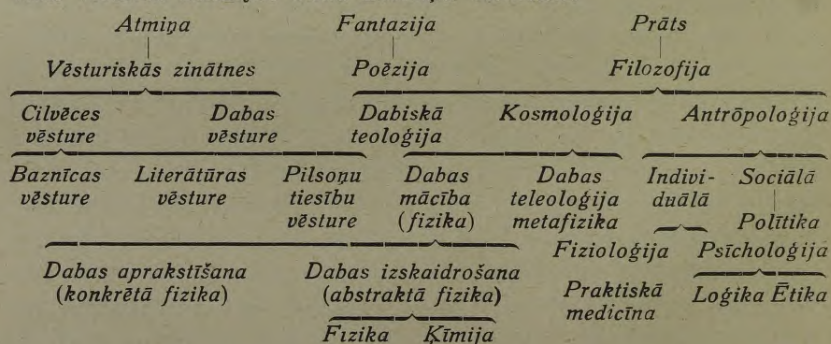 Atmiņa Fantazija Prāts
Vēsturiskās zinātnes Poēzija Filozofija
Cilvēces Dabas Dabiskā Kosmoloģija Antrōpoloģija
vēsture vēsture teoloģija
Baznīcas Literātūras Pilsoņu Dabas Dabas Indivi- Sociālā
vēsture vēsture tiesību mācība teleoloģija duālā
vēsture (fizika) metafizika Polītika
Fizioloģija Psīcholoģija
Dabas aprakstīšana Dabas izskaidrošana
(konkrētā fizika) (abstraktā fizika) Praktiskā Loģika Ētika
medicīna
Fizika Ķīmija